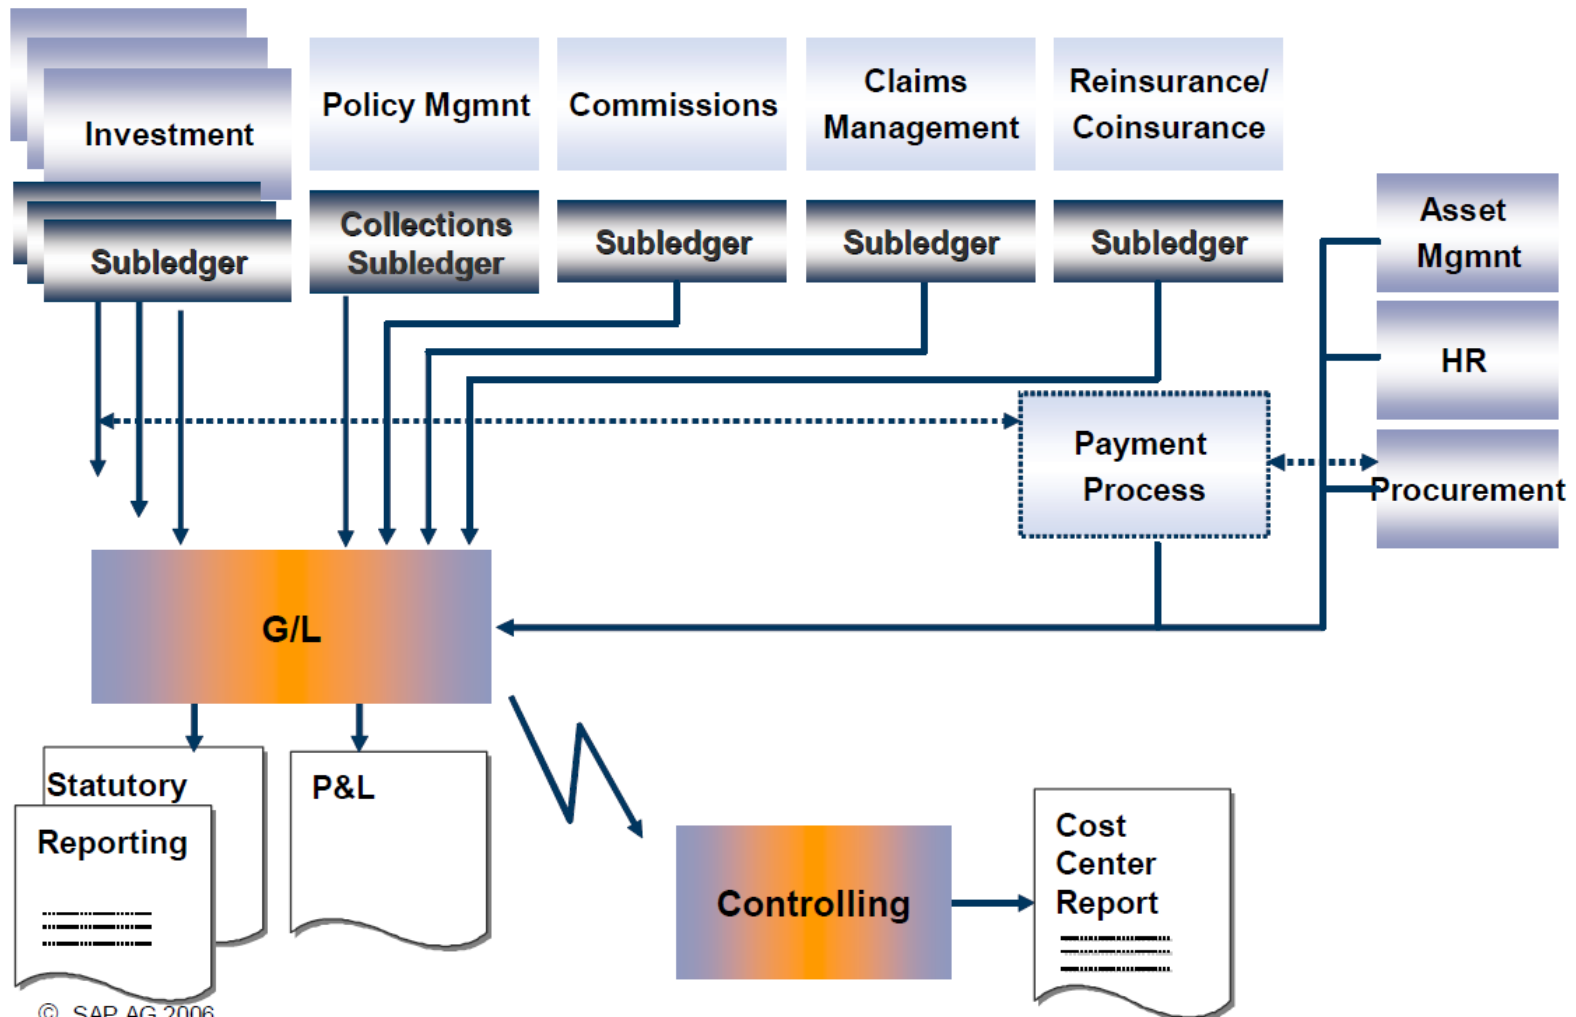 Investment
Policy Mgmnt
Commissions
Claims
Management
Reinsurance/
Coinsurance
Subledger
Collections
Subledger
Subledger
Subledger
Subledger
Asset
Mgmnt
HR
Procurement
Payment
Process
G/L
Statutory
Reporting
P&L
Controlling
Cost
Center
Report
© SAP AG 2006